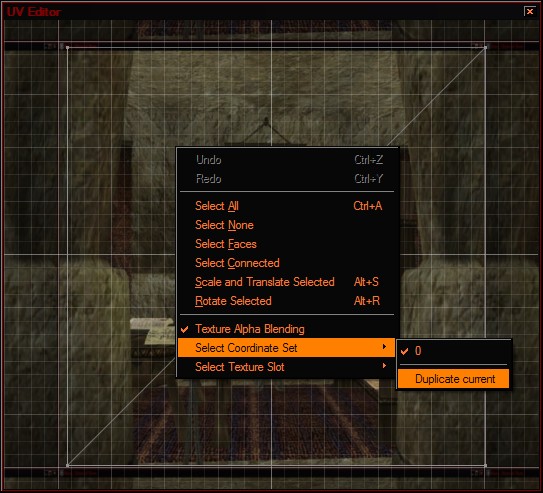 UV Editor
Undo Ctrl+Z
Redo Ctrl+Y
Select All Ctrl+A
Select None
Select Faces
Select Connected
Scale and Translate Selected Alt+S
Rotate Selected Alt+R
Texture Alpha Blending
Select Coordinate Set
0
Select Texture Slot
Duplicate current